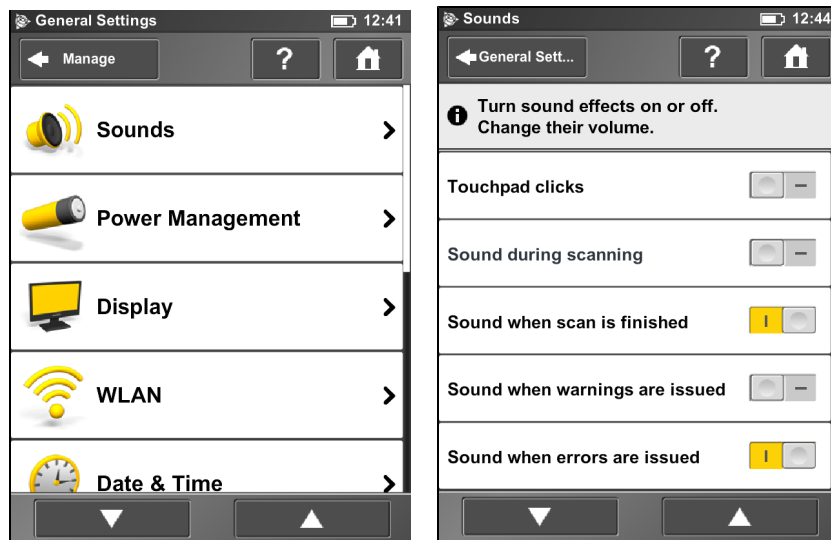 General Settings
12:41
Manage
?
Sounds
Power Management
Display
WLAN
Date & Time
Sounds
12:44
General Sett...
?
Turn sound effects on or off.
Change their volume.
Touchpad clicks
Sound during scanning
Sound when scan is finished
Sound when warnings are issued
Sound when errors are issued